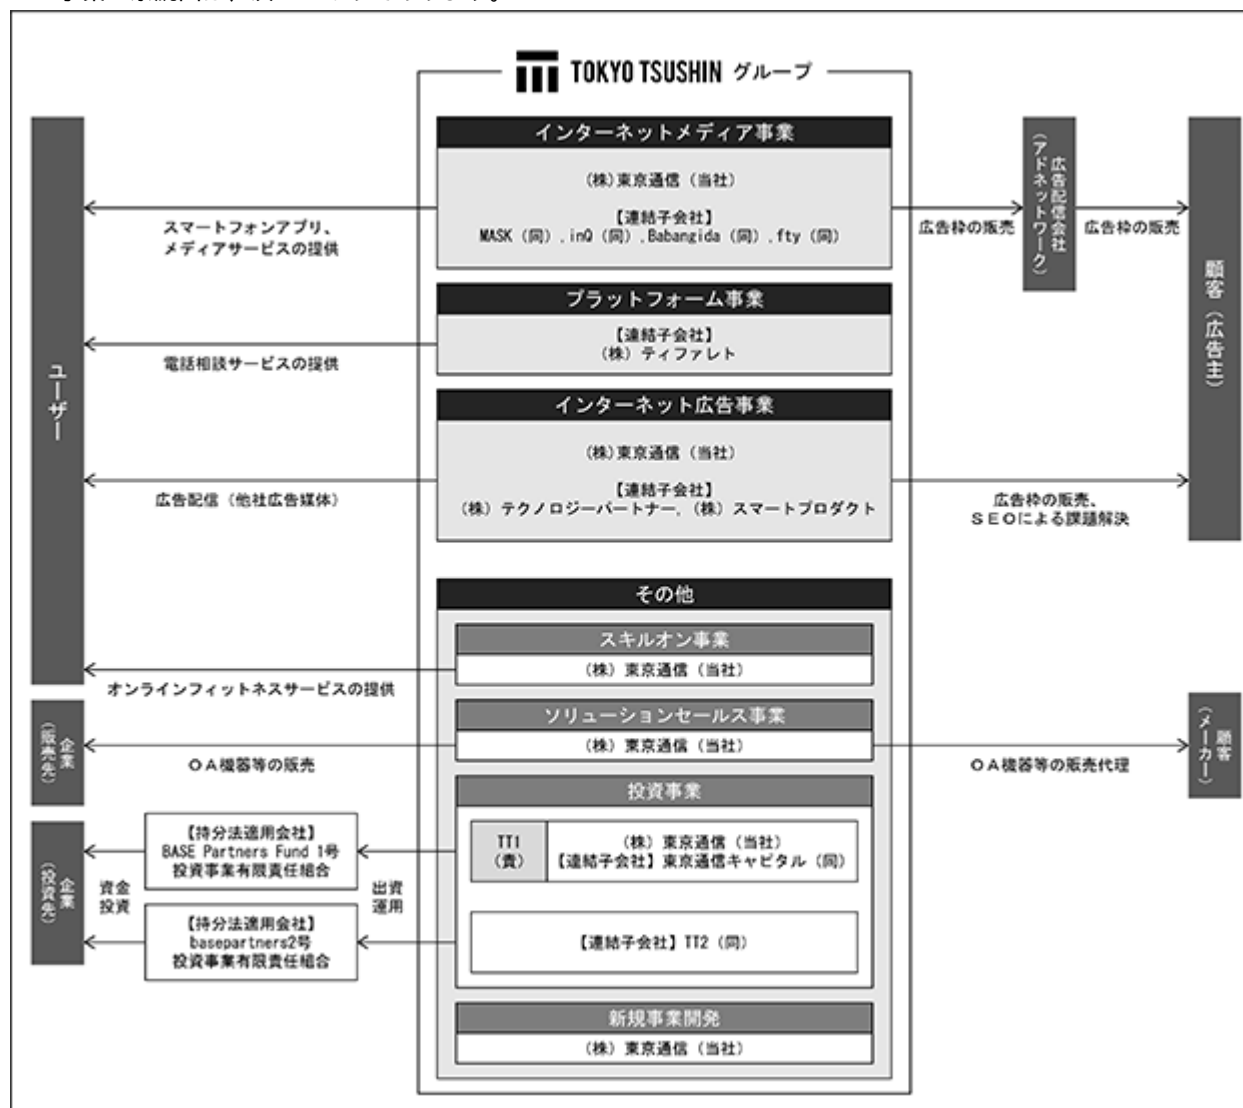 TOKYO TSUSHIN グループ
ユーザー
インターネットメディア事業
(株)東京通信（当社）
【連結子会社】
MASK（同）,inQ（同）,Babangida（同）,fty（同）
スマートフォンアプリ、
メディアサービスの提供
広告枠の販売
広告配信会社
（アドネットワーク）
広告枠の販売
顧客（広告主）
プラットフォーム事業
【連結子会社】
（株）ティファレト
電話相談サービスの提供
インターネット広告事業
(株)東京通信（当社）
【連結子会社】
（株）テクノロジーパートナー,（株）スマートプロダクト
広告配信（他社広告媒体）
広告枠の販売、
ＳＥＯによる課題解決
その他
スキルオン事業
（株）東京通信（当社）
オンラインフィットネスサービスの提供
ソリューションセールス事業
（株）東京通信（当社）
企業
（販売先）
ＯＡ機器等の販売
ＯＡ機器等の販売代理
顧客
（メーカー）
投資事業
TT1
（責）
（株）東京通信（当社）
【連結子会社】東京通信キャピタル（同）
【連結子会社】TT2（同）
出資
運用
【持分法適用会社】
BASE Partners Fund 1号
投資事業有限責任組合
【持分法適用会社】
basepartners2号
投資事業有限責任組合
資金
投資
企業
（投資先）
新規事業開発
（株）東京通信（当社）